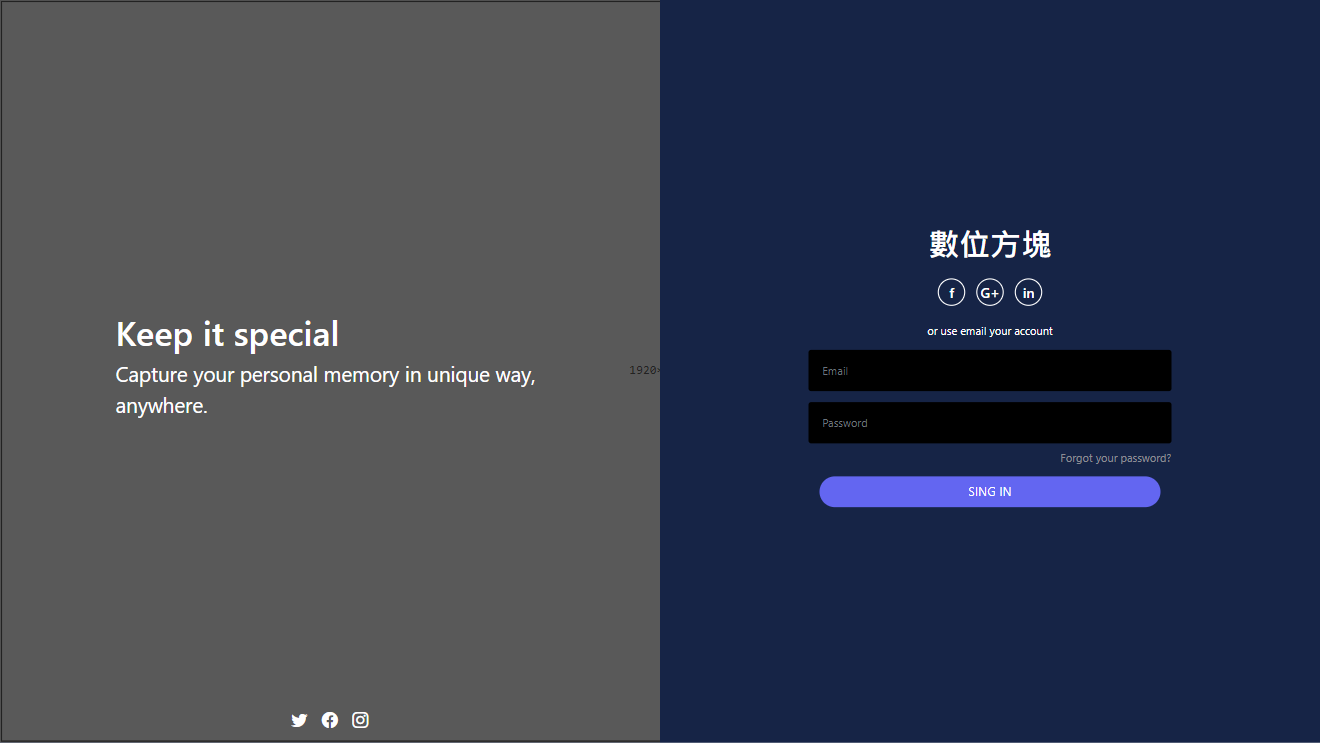 Keep it special
Capture your personal memory in unique way,
anywhere.
1920×
數位方塊
f G+ in
or use email your account
Email
Password
Forgot your password?
SING IN